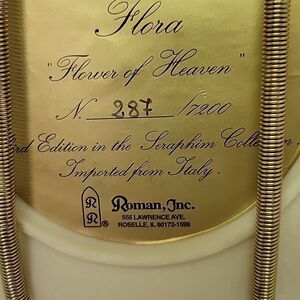 Flora
"Flower of Heaven"
N. 287 /7200
Edition in the Seraphim
Imported from Italy.
R R ® Roman, Inc.
555 LAWRENCE AVE.
ROSELLE, IL 60172-1599